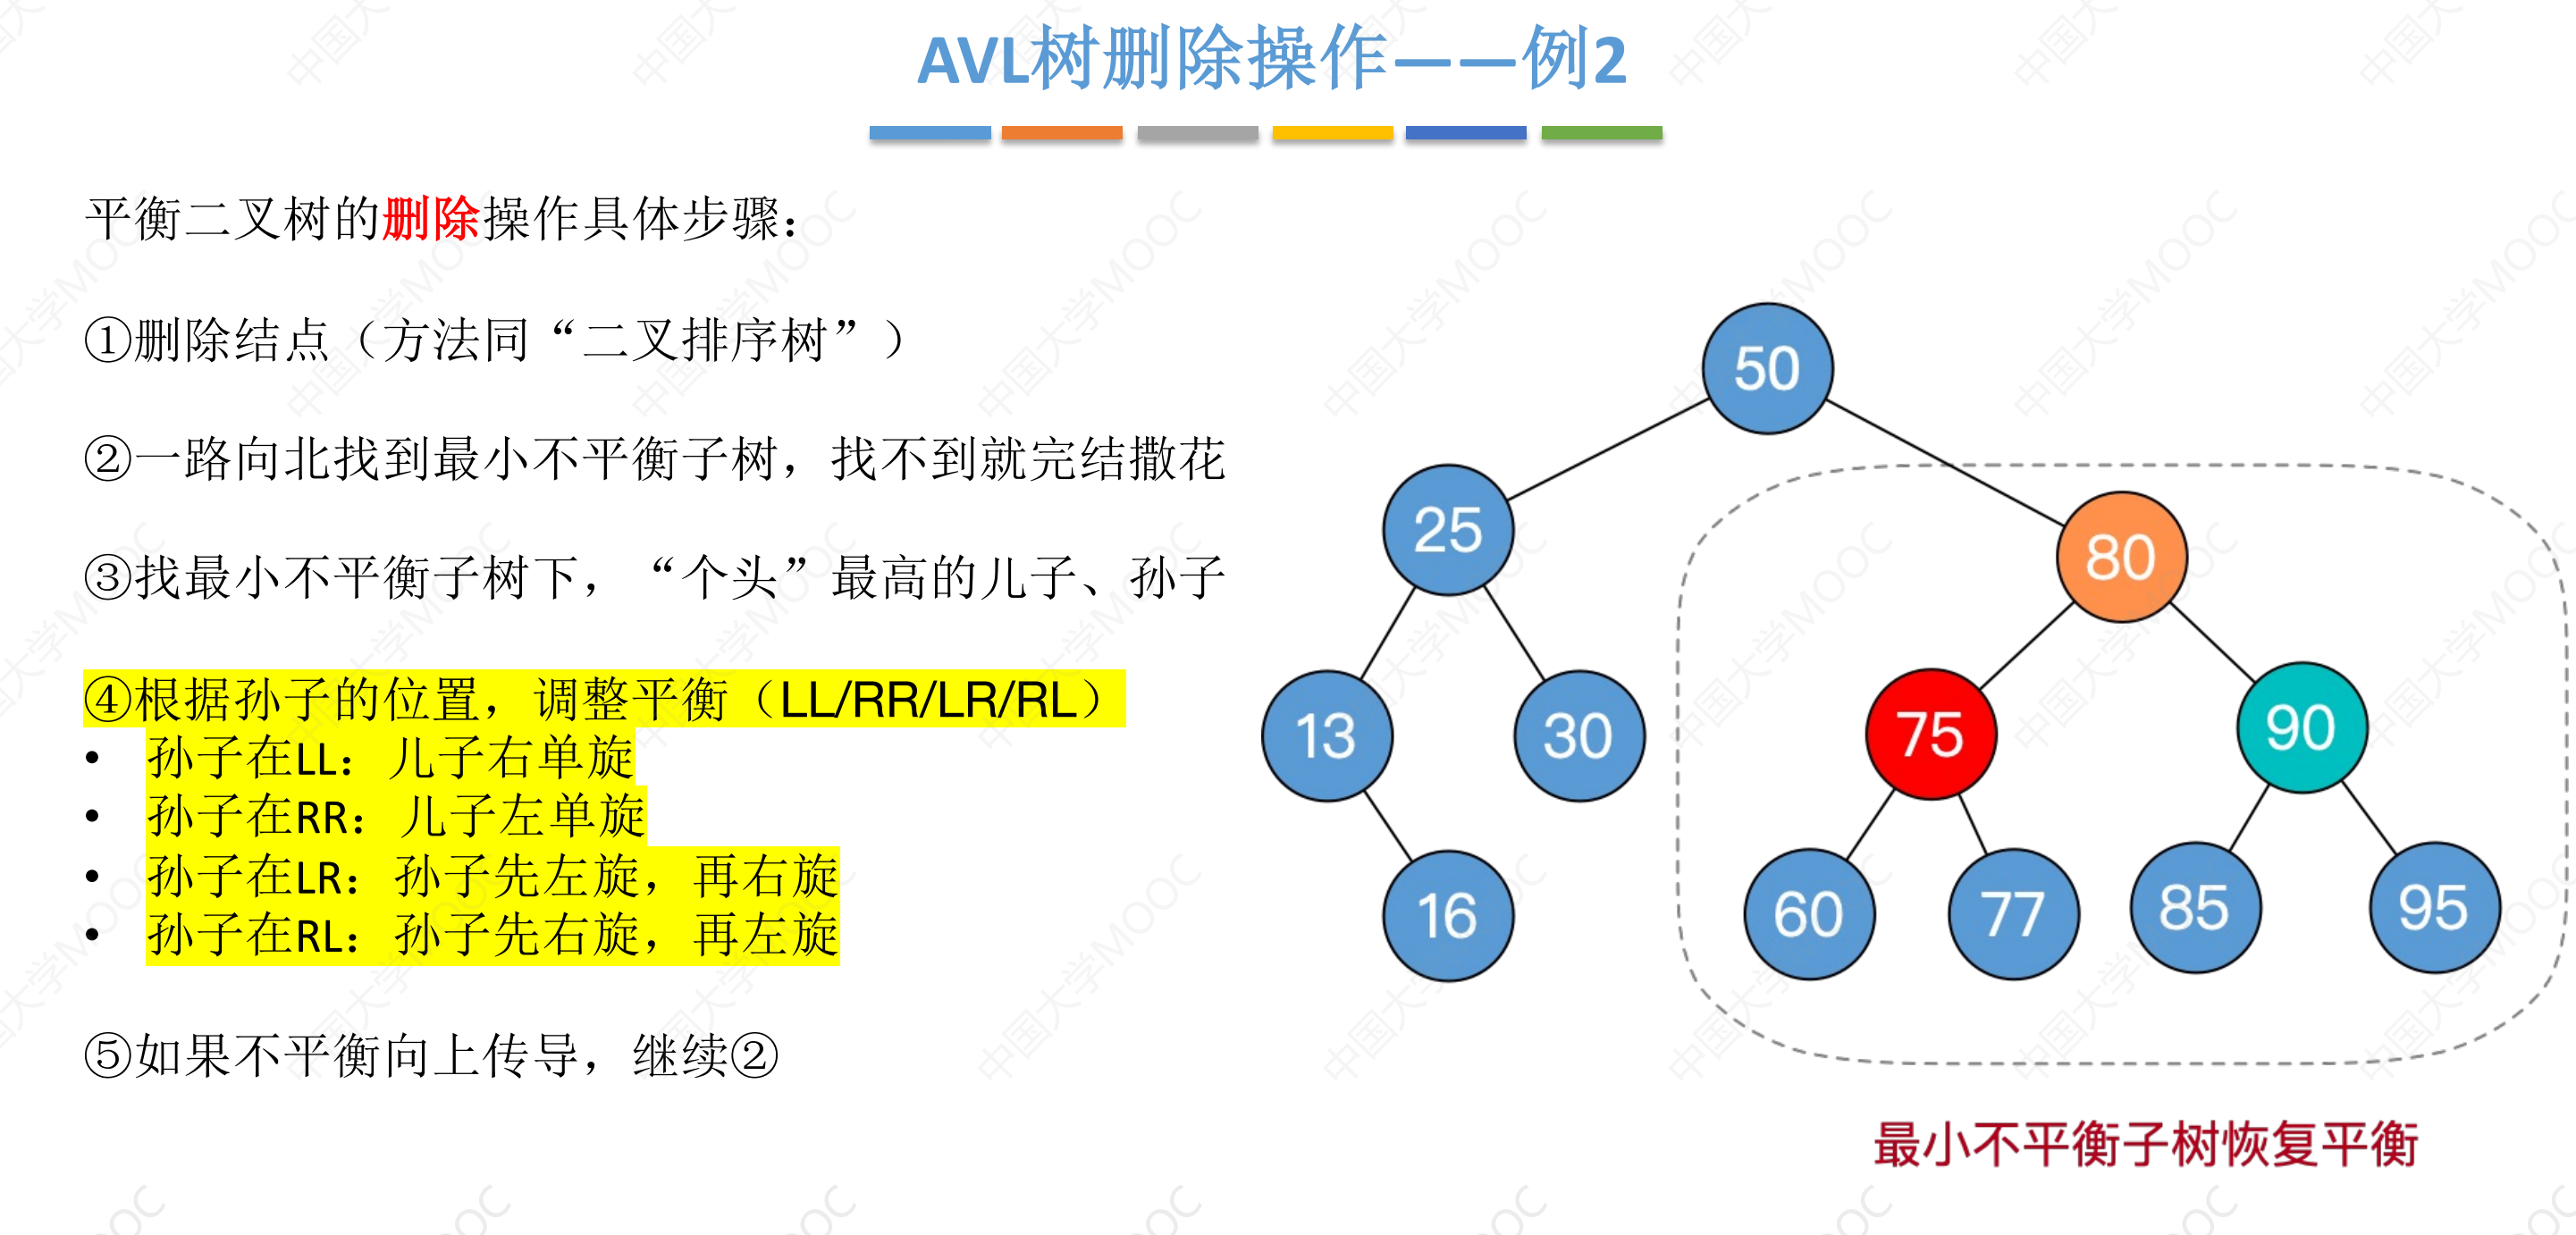 AVL树删除操作——例2
平衡二叉树的删除操作具体步骤：
①删除结点（方法同“二叉排序树”）
②一路向北找到最小不平衡子树，找不到就完结撒花
③找最小不平衡子树下，“个头”最高的儿子、孙子
④根据孙子的位置，调整平衡（LL/RR/LR/RL）
• 孙子在LL：儿子右单旋
• 孙子在RR：儿子左单旋
• 孙子在LR：孙子先左旋，再右旋
• 孙子在RL：孙子先右旋，再左旋
⑤如果不平衡向上传导，继续②
50
25
80
13
30
75
90
16
60
77
85
95
最小不平衡子树恢复平衡
中国大学MOOC